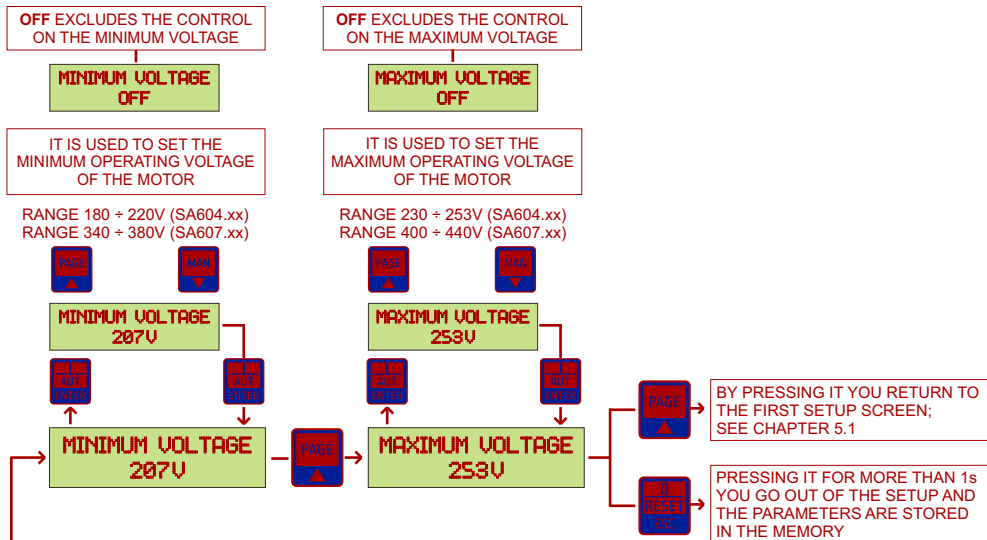 OFF EXCLUDES THE CONTROL
ON THE MINIMUM VOLTAGE
MINIMUM VOLTAGE
OFF
IT IS USED TO SET THE
MINIMUM OPERATING VOLTAGE
OF THE MOTOR
RANGE 180 ÷ 220V (SA604.xx)
RANGE 340 ÷ 380V (SA607.xx)
PAGE
MAN
MINIMUM VOLTAGE
207V
I
AUT
ENTER
I
AUT
ENTER
MINIMUM VOLTAGE
207V
PAGE
OFF EXCLUDES THE CONTROL
ON THE MAXIMUM VOLTAGE
MAXIMUM VOLTAGE
OFF
IT IS USED TO SET THE
MAXIMUM OPERATING VOLTAGE
OF THE MOTOR
RANGE 230 ÷ 253V (SA604.xx)
RANGE 400 ÷ 440V (SA607.xx)
PAGE
MAN
MAXIMUM VOLTAGE
253V
I
AUT
ENTER
I
AUT
ENTER
MAXIMUM VOLTAGE
253V
PAGE
BY PRESSING IT YOU RETURN TO
THE FIRST SETUP SCREEN;
SEE CHAPTER 5.1
0
RESET
ESC
PRESSING IT FOR MORE THAN 1s
YOU GO OUT OF THE SETUP AND
THE PARAMETERS ARE STORED
IN THE MEMORY